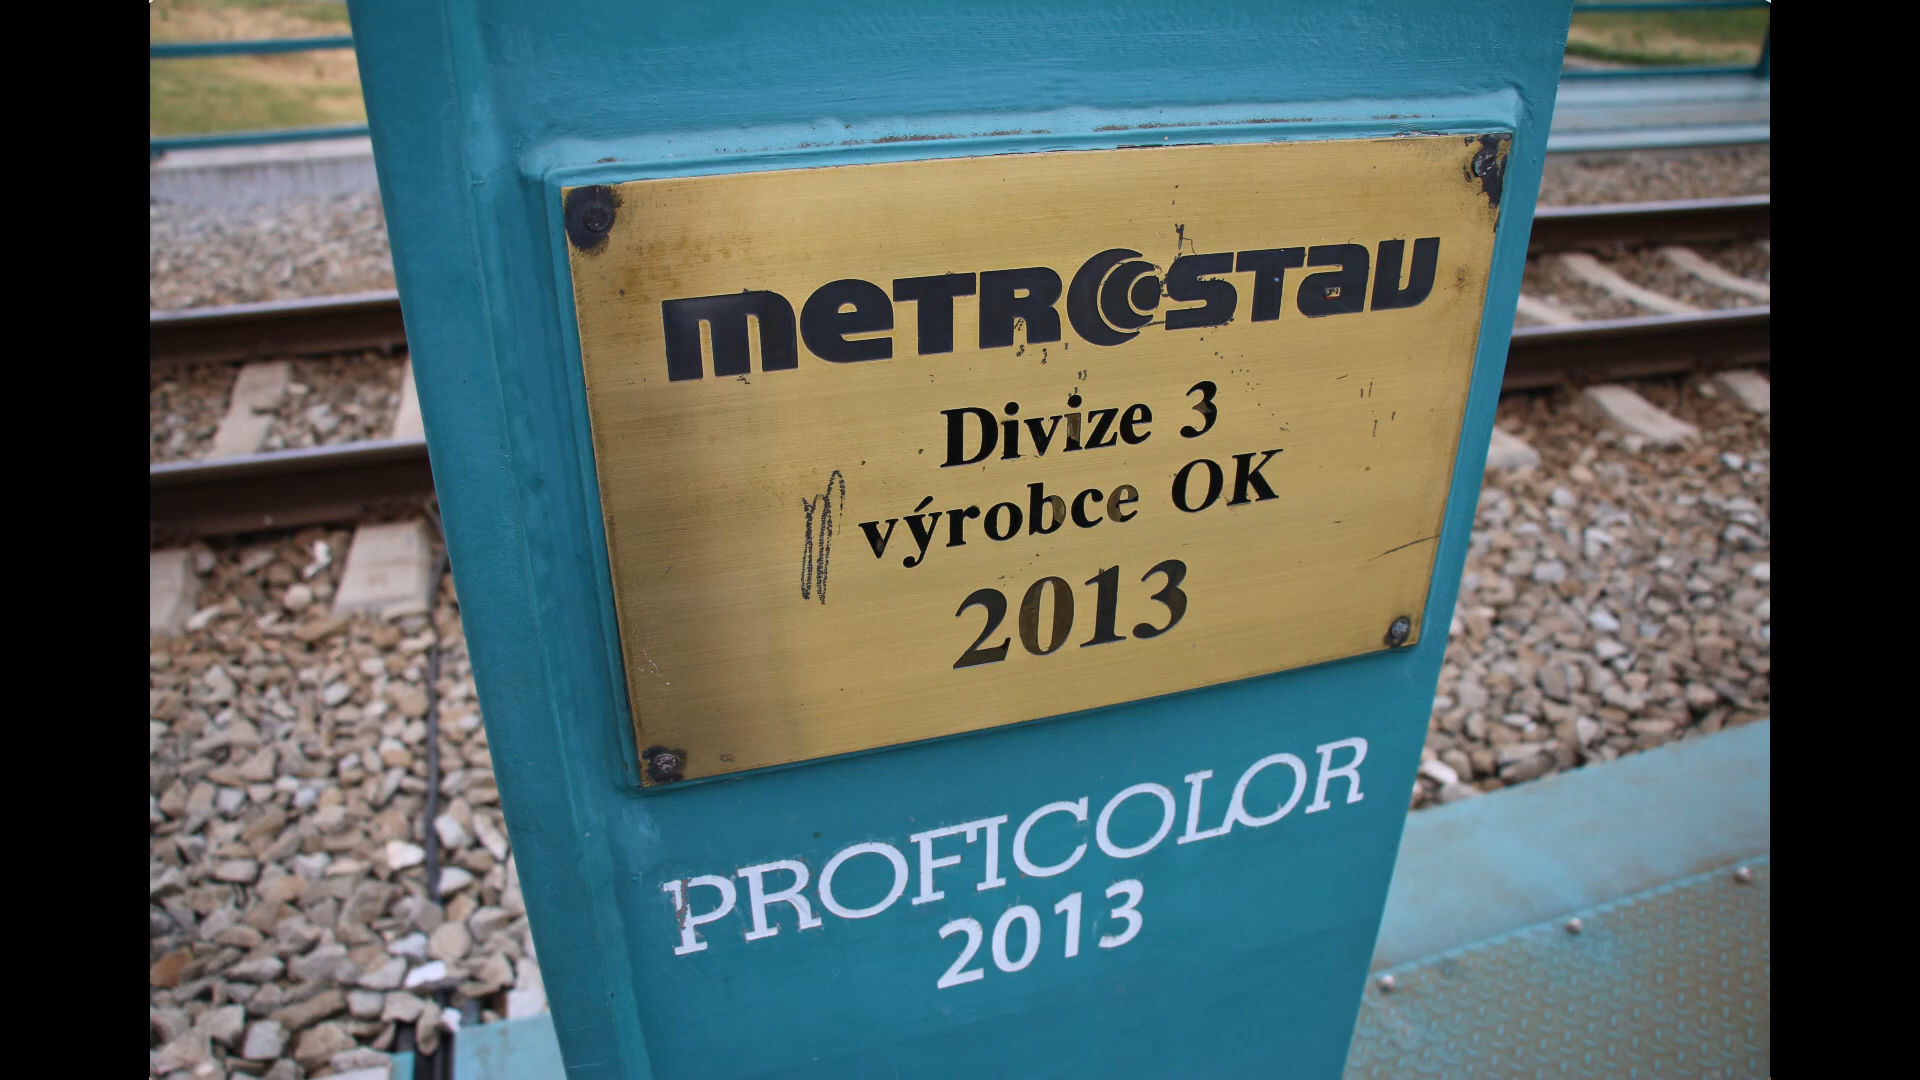 metrostav
Divize 3
výrobce OK
2013
PROFICOLOR
2013